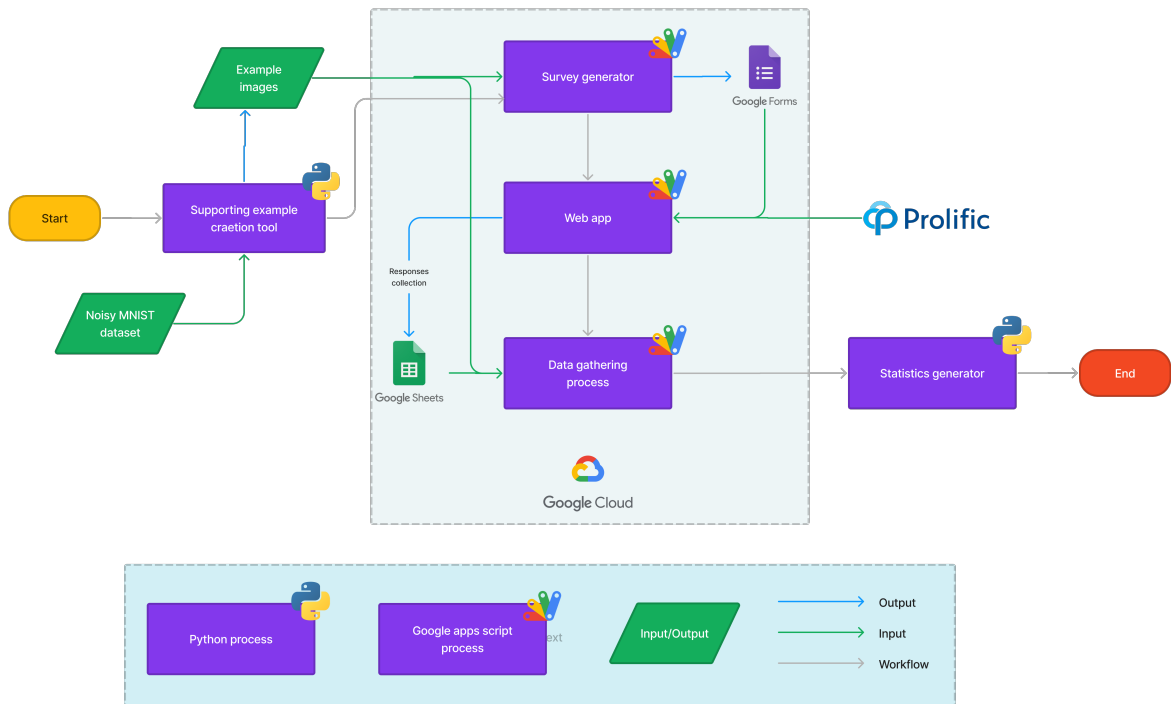 Example
images
Survey generator
Google Forms
Start
Supporting example
craetion tool
Web app
Prolific
Responses
collection
Noisy MNIST
dataset
Google Sheets
Data gathering
process
Statistics generator
End
Google Cloud
Python process
Google apps script
process
ext
Input/Output
Output
Input
Workflow